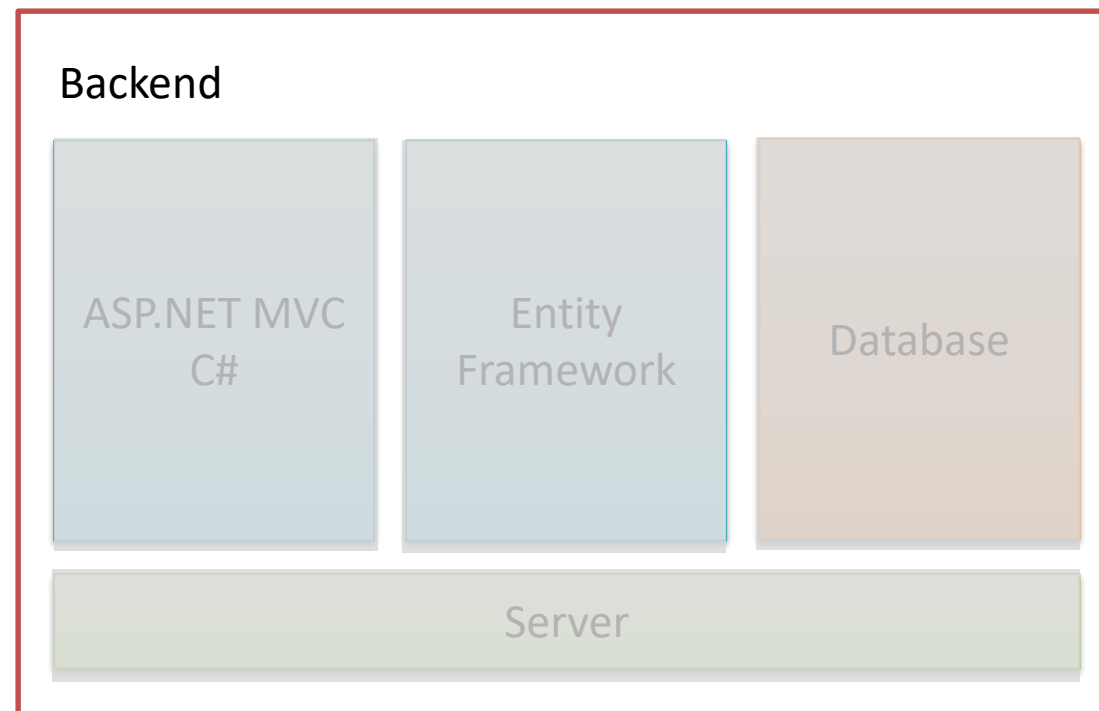 Backend
ASP.NET MVC
C#
Entity
Framework
Database
Server